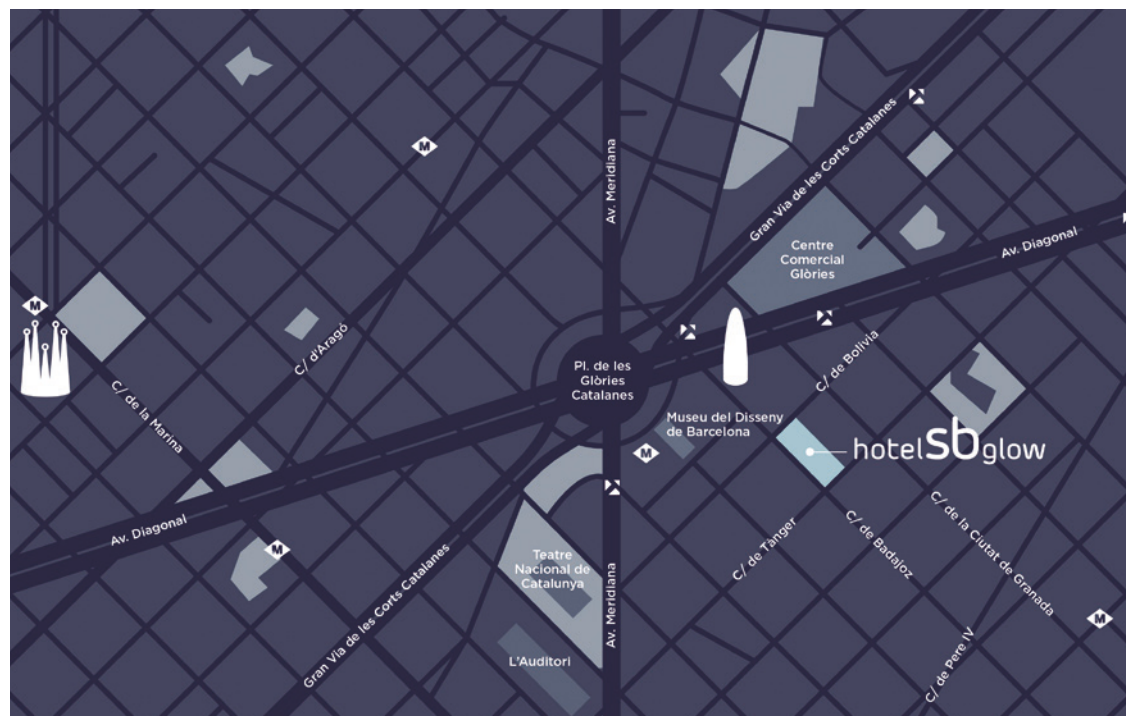 Av. Meridiana
Gran Via de les Corts Catalanes
Av. Diagonal
Centre
Comercial
Glòries
M
M
C/ d'Aragó
C/ de la Marina
Pl. de les
Glòries
Catalanes
C/ de Bolívia
Museu del Disseny
de Barcelona
M
hotel sb glow
Av. Diagonal
M
Teatre
Nacional de
Catalunya
C/ de Tànger
C/ de Badajoz
C/ de la Ciutat de Granada
Gran Via de les Corts Catalanes
Av. Meridiana
L'Auditori
M
C/ de Pere IV